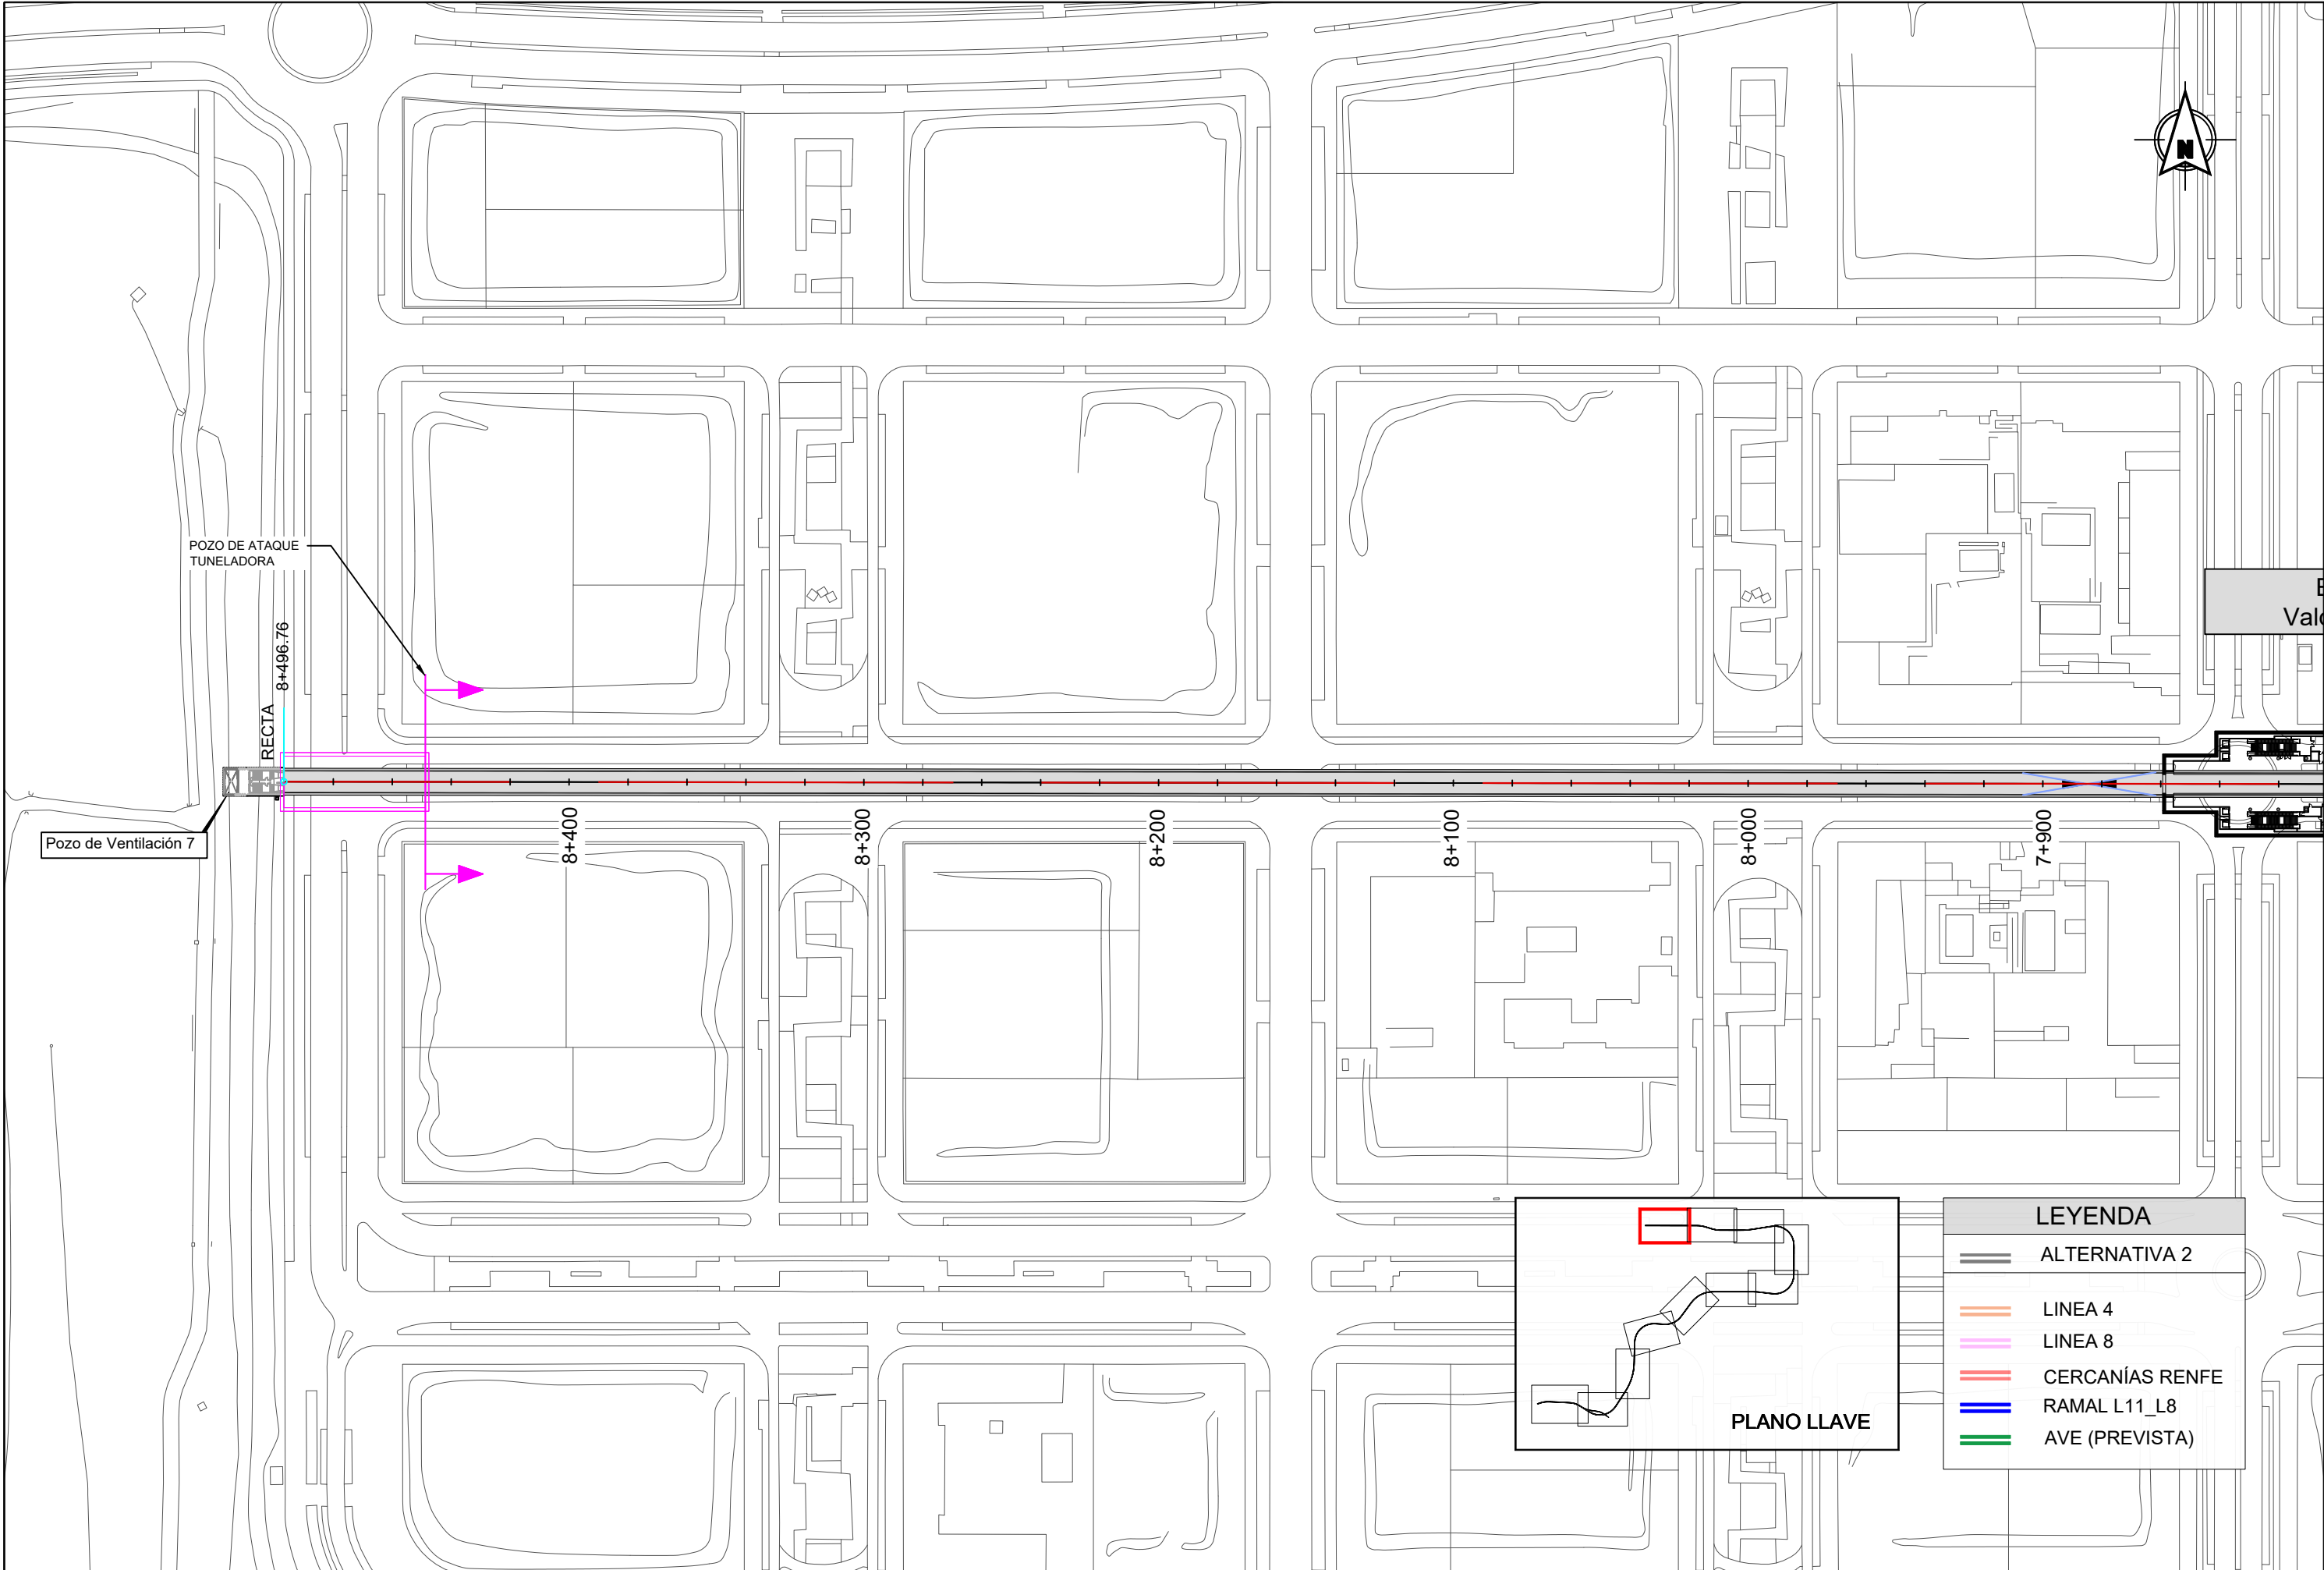 N
POZO DE ATAQUE
TUNELADORA
8+496.76
RECTA
Pozo de Ventilación 7
8+400
8+300
8+200
8+100
8+000
7+900
E
Vald
PLANO LLAVE
LEYENDA
ALTERNATIVA 2
LINEA 4
LINEA 8
CERCANÍAS RENFE
RAMAL L11_L8
AVE (PREVISTA)